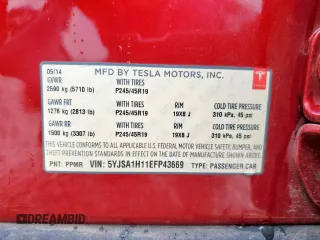 05/14 MFD BY TESLA MOTORS, INC.
GVWR WITH TIRES
2590 kg (5710 lb) P245/45R19
GAWR FRT WITH TIRES RIM COLD TIRE PRESSURE
1276 kg (2813 lb) P245/45R19 19X8 J 310 kPa, 45 psi
GAWR RR WITH TIRES RIM COLD TIRE PRESSURE
1500 kg (3307 lb) P245/45R19 19X8 J 310 kPa, 45 psi
THIS VEHICLE CONFORMS TO ALL APPLICABLE U.S. FEDERAL MOTOR VEHICLE SAFETY, BUMPER, AND
THEFT PREVENTION STANDARDS IN EFFECT ON THE DATE OF MANUFACTURE SHOWN ABOVE.
PNT: PPMR VIN: 5YJSA1H11EFP43669 TYPE: PASSENGER CAR
TESLA
RAMBID